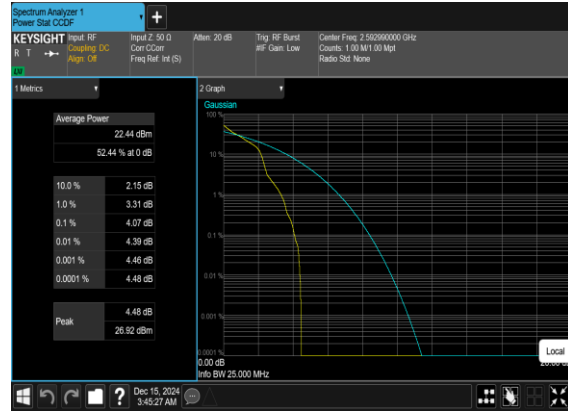 Spectrum Analyzer 1
Power Stat CCDF
KEYSIGHT
R T
LXI
Input: RF
Coupling: DC
Align: Off
Input Z: 50 Ω
Corr CCorr
Freq Ref: Int (S)
Atten: 20 dB
Trig: RF Burst
#IF Gain: Low
Center Freq: 2.592990000 GHz
Counts: 1.00 M/1.00 Mpt
Radio Std: None
1 Metrics
Average Power
22.44 dBm
52.44 % at 0 dB
10.0 % 2.15 dB
1.0 % 3.31 dB
0.1 % 4.07 dB
0.01 % 4.39 dB
0.001 % 4.46 dB
0.0001 % 4.48 dB
Peak
4.48 dB
26.92 dBm
2 Graph
Gaussian
100 %
10 %
1 %
0.1 %
0.01 %
0.001 %
0.0001 %
0.00 dB
Info BW 25.000 MHz
Local
?
Dec 15, 2024
3:45:27 AM